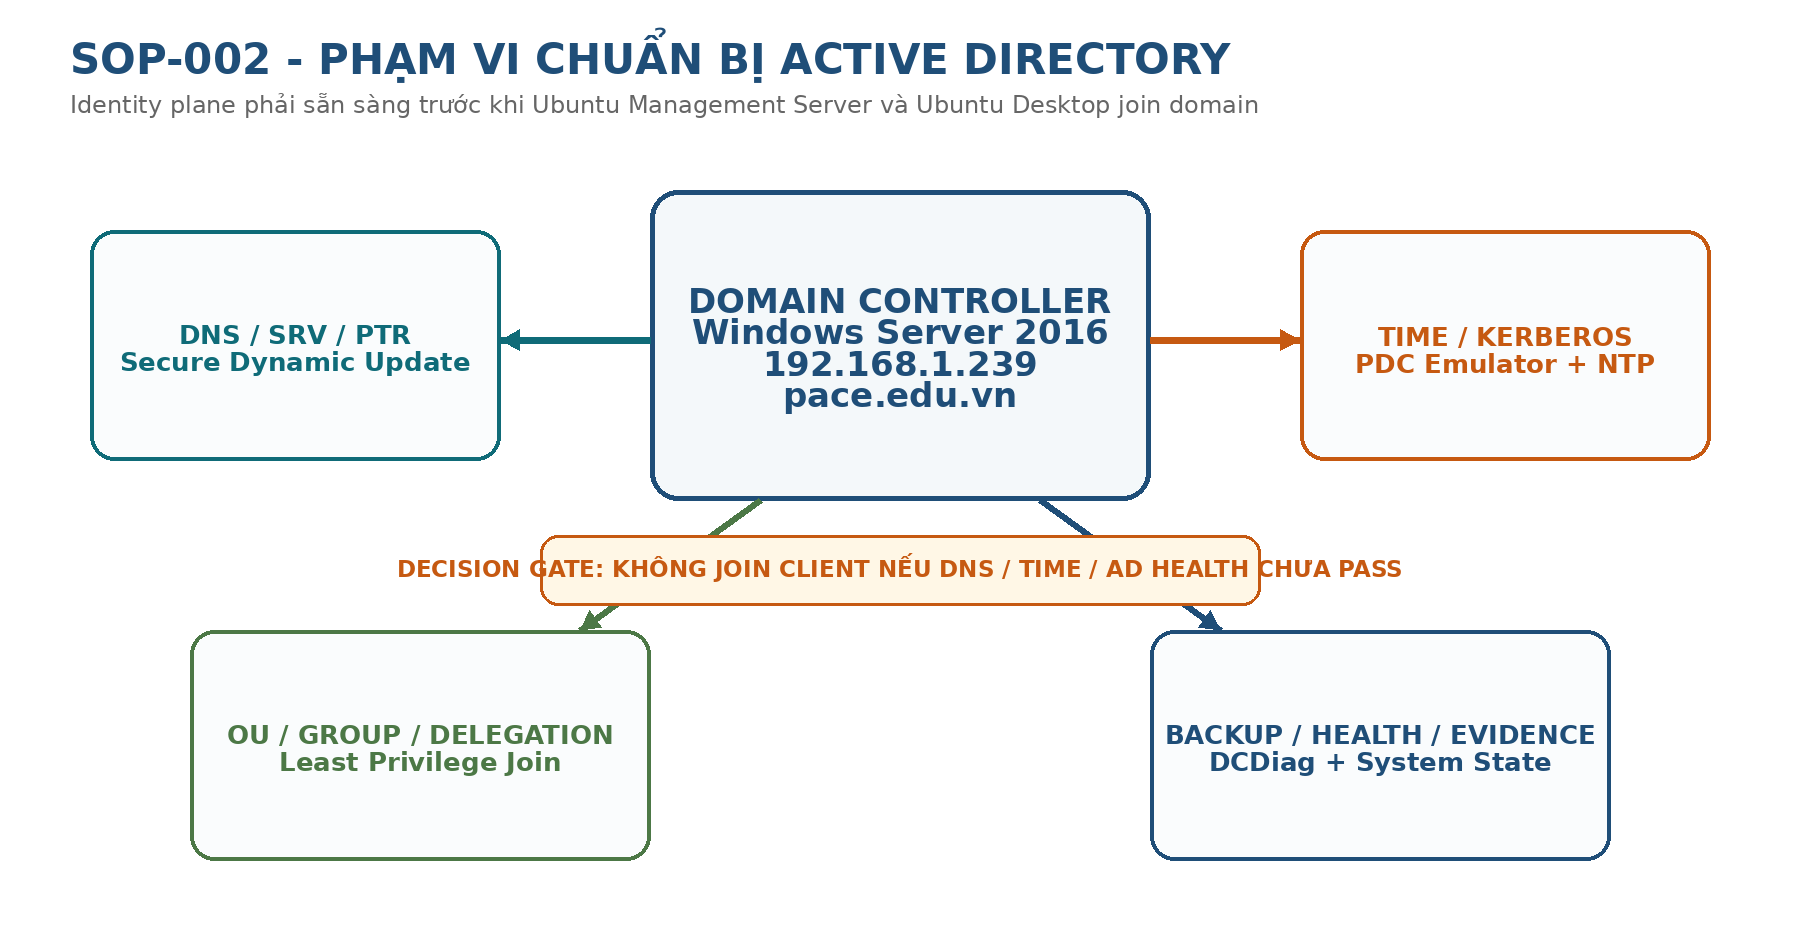 SOP-002 - PHẠM VI CHUẨN BỊ ACTIVE DIRECTORY
Identity plane phải sẵn sàng trước khi Ubuntu Management Server và Ubuntu Desktop join domain
DNS / SRV / PTR
Secure Dynamic Update
DOMAIN CONTROLLER
Windows Server 2016
192.168.1.239
pace.edu.vn
TIME / KERBEROS
PDC Emulator + NTP
DECISION GATE: KHÔNG JOIN CLIENT NẾU DNS / TIME / AD HEALTH CHƯA PASS
OU / GROUP / DELEGATION
Least Privilege Join
BACKUP / HEALTH / EVIDENCE
DCDiag + System State